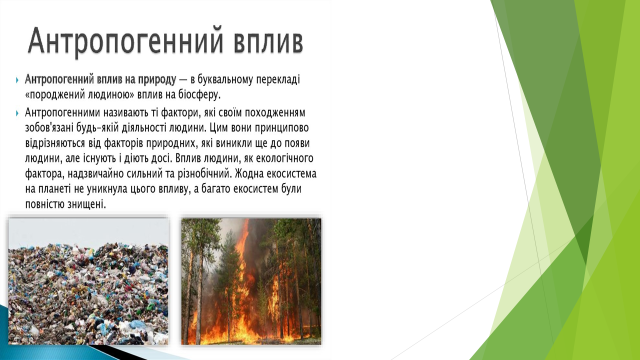 Антропогенний вплив
Антропогенний вплив на природу — в буквальному перекладі
«породжений людиною» вплив на біосферу.
Антропогенними називають ті фактори, які своїм походженням
зобов'язані будь-якій діяльності людини. Цим вони принципово
відрізняються від факторів природних, які виникли ще до появи
людини, але існують і діють досі. Вплив людини, як екологічного
фактора, надзвичайно сильний та різнобічний. Жодна екосистема
на планеті не уникнула цього впливу, а багато екосистем були
повністю знищені.